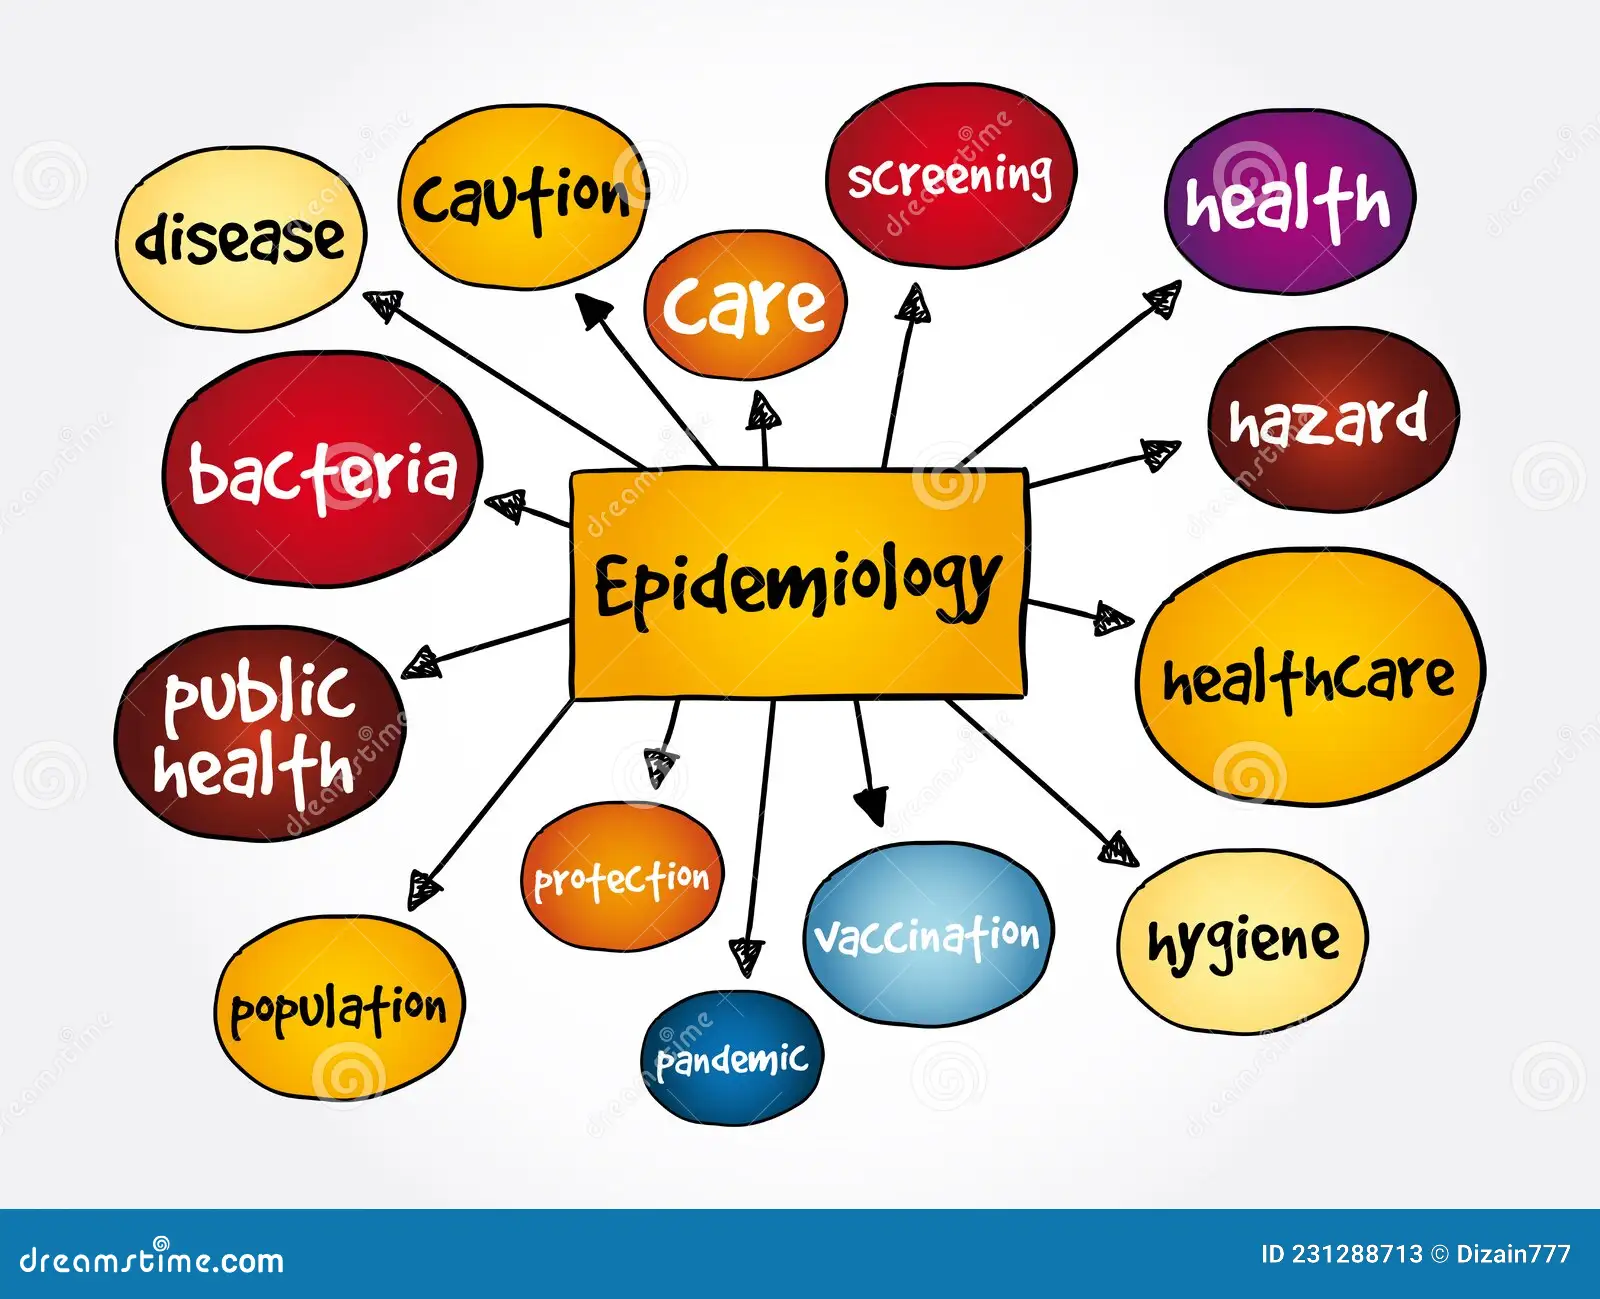 disease
caution
care
screening
health
bacteria
hazard
Epidemiology
public
health
healthcare
protection
vaccination
hygiene
population
pandemic
dreamstime.com
ID 231288713 © Dizain777